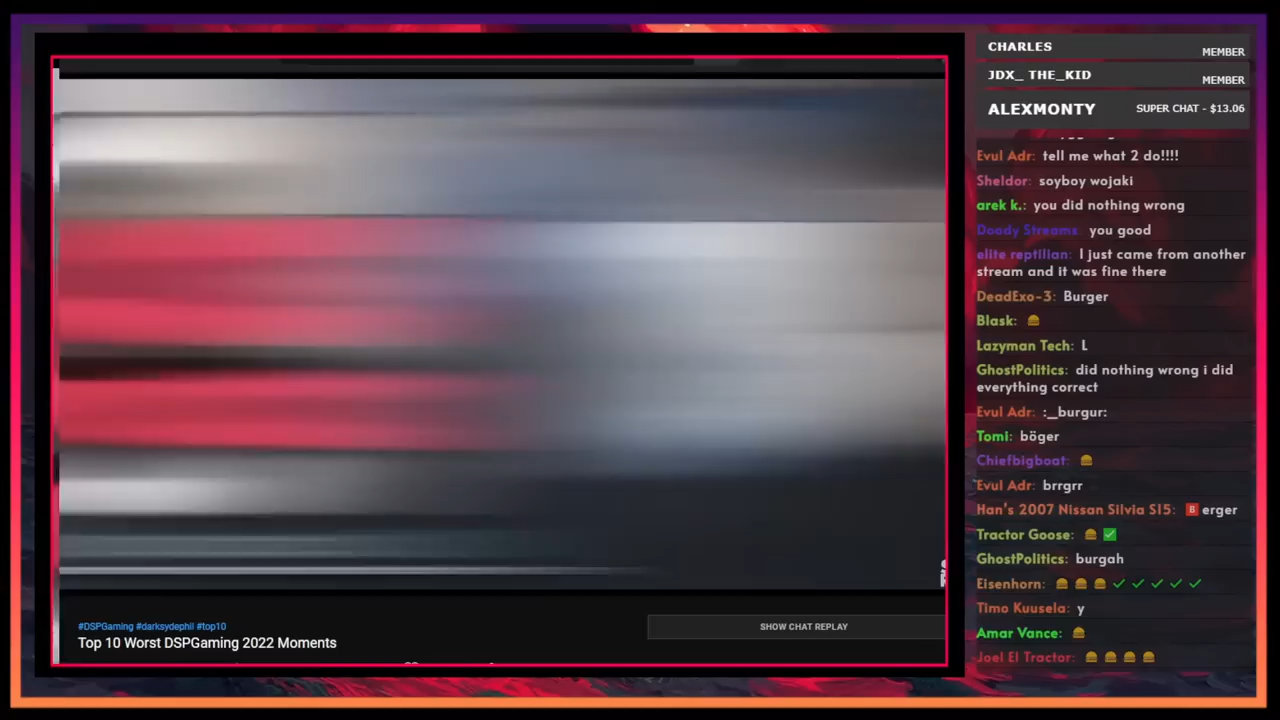 CHARLES
MEMBER
JDX_ THE_KID
MEMBER
ALEXMONTY
SUPER CHAT - $13.06
Evul Adr: tell me what 2 do!!!!
Sheldor: soyboy wojaki
arek k.: you did nothing wrong
Doody Streams: you good
elite reptilian: I just came from another
stream and it was fine there
DeadExo-3: Burger
Blask: 🍔
Lazyman Tech: L
GhostPolitics: did nothing wrong i did
everything correct
Evul Adr: :_burgur:
Tomi: böger
Chiefbigboat: 🍔
Evul Adr: brrgrr
Han's 2007 Nissan Silvia S15: 🅱erger
Tractor Goose: 🍔 ✅
GhostPolitics: burgah
Eisenhorn: 🍔 🍔 🍔 ✓ ✓ ✓ ✓ ✓
Timo Kuusela: y
Amar Vance: 🍔
Joel El Tractor: 🍔 🍔 🍔 🍔
#DSPGaming #darksydephil #top10
Top 10 Worst DSPGaming 2022 Moments
SHOW CHAT REPLAY